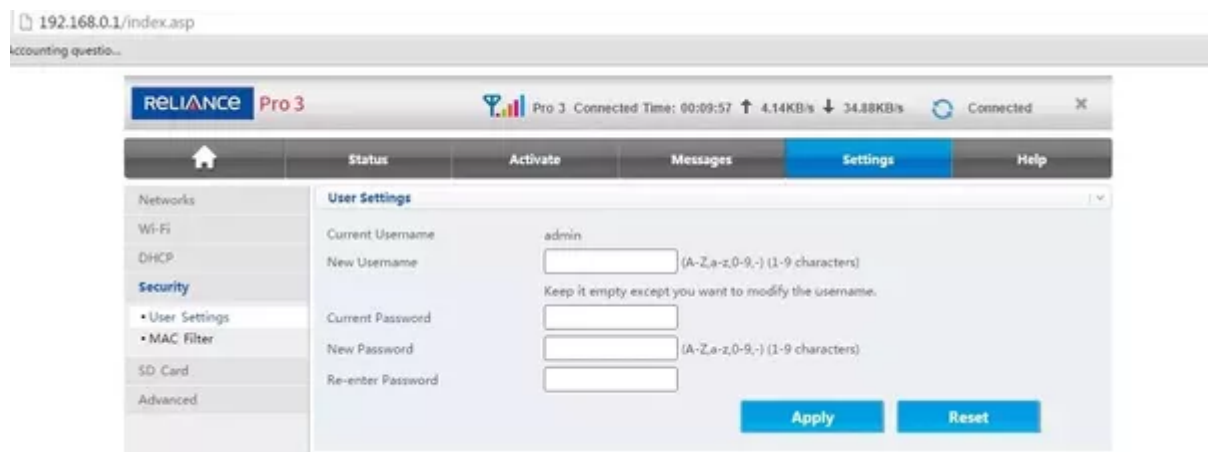 192.168.0.1/index.asp
Accounting questio...
RELIANCE Pro 3
Pro 3 Connected Time: 00:09:57 ↑ 4.14KB/s ↓ 34.88KB/s Connected ×
Status Activate Messages Settings Help
Networks
Wi-Fi
DHCP
Security
• User Settings
• MAC Filter
SD Card
Advanced
User Settings
Current Username admin
New Username (A-Z,a-z,0-9,-) (1-9 characters)
Keep it empty except you want to modify the username.
Current Password
New Password (A-Z,a-z,0-9,-) (1-9 characters)
Re-enter Password
Apply Reset